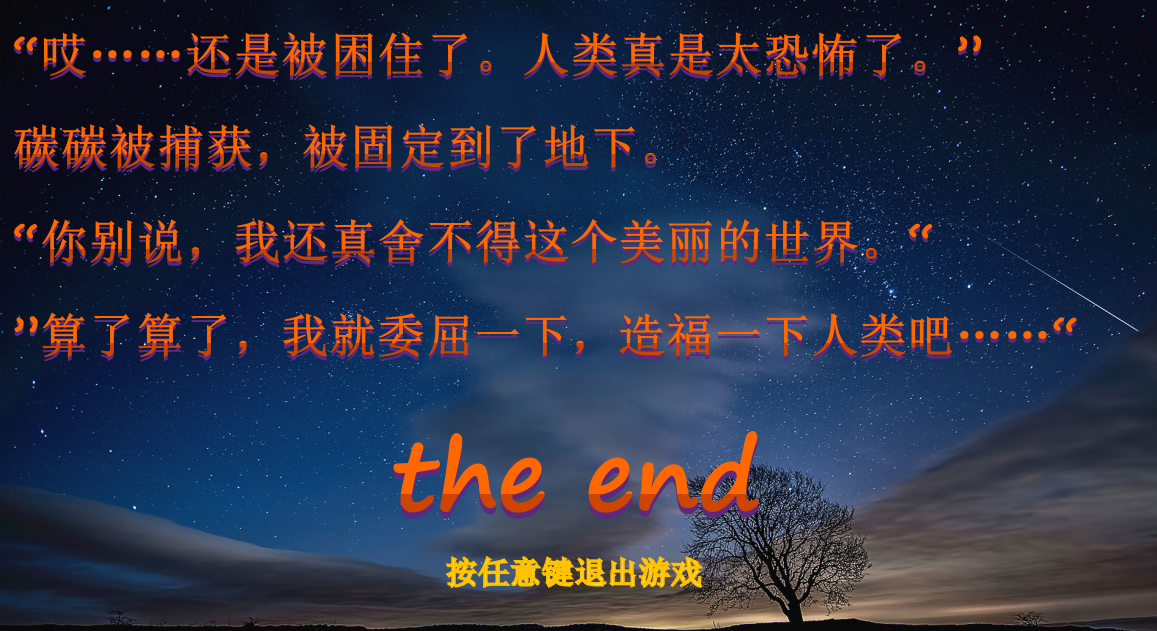 “哎……还是被困住了。人类真是太恐怖了。”
碳碳被捕获，被固定到了地下。
“你别说，我还真舍不得这个美丽的世界。“
”算了算了，我就委屈一下，造福一下人类吧……“
the end
按任意键退出游戏